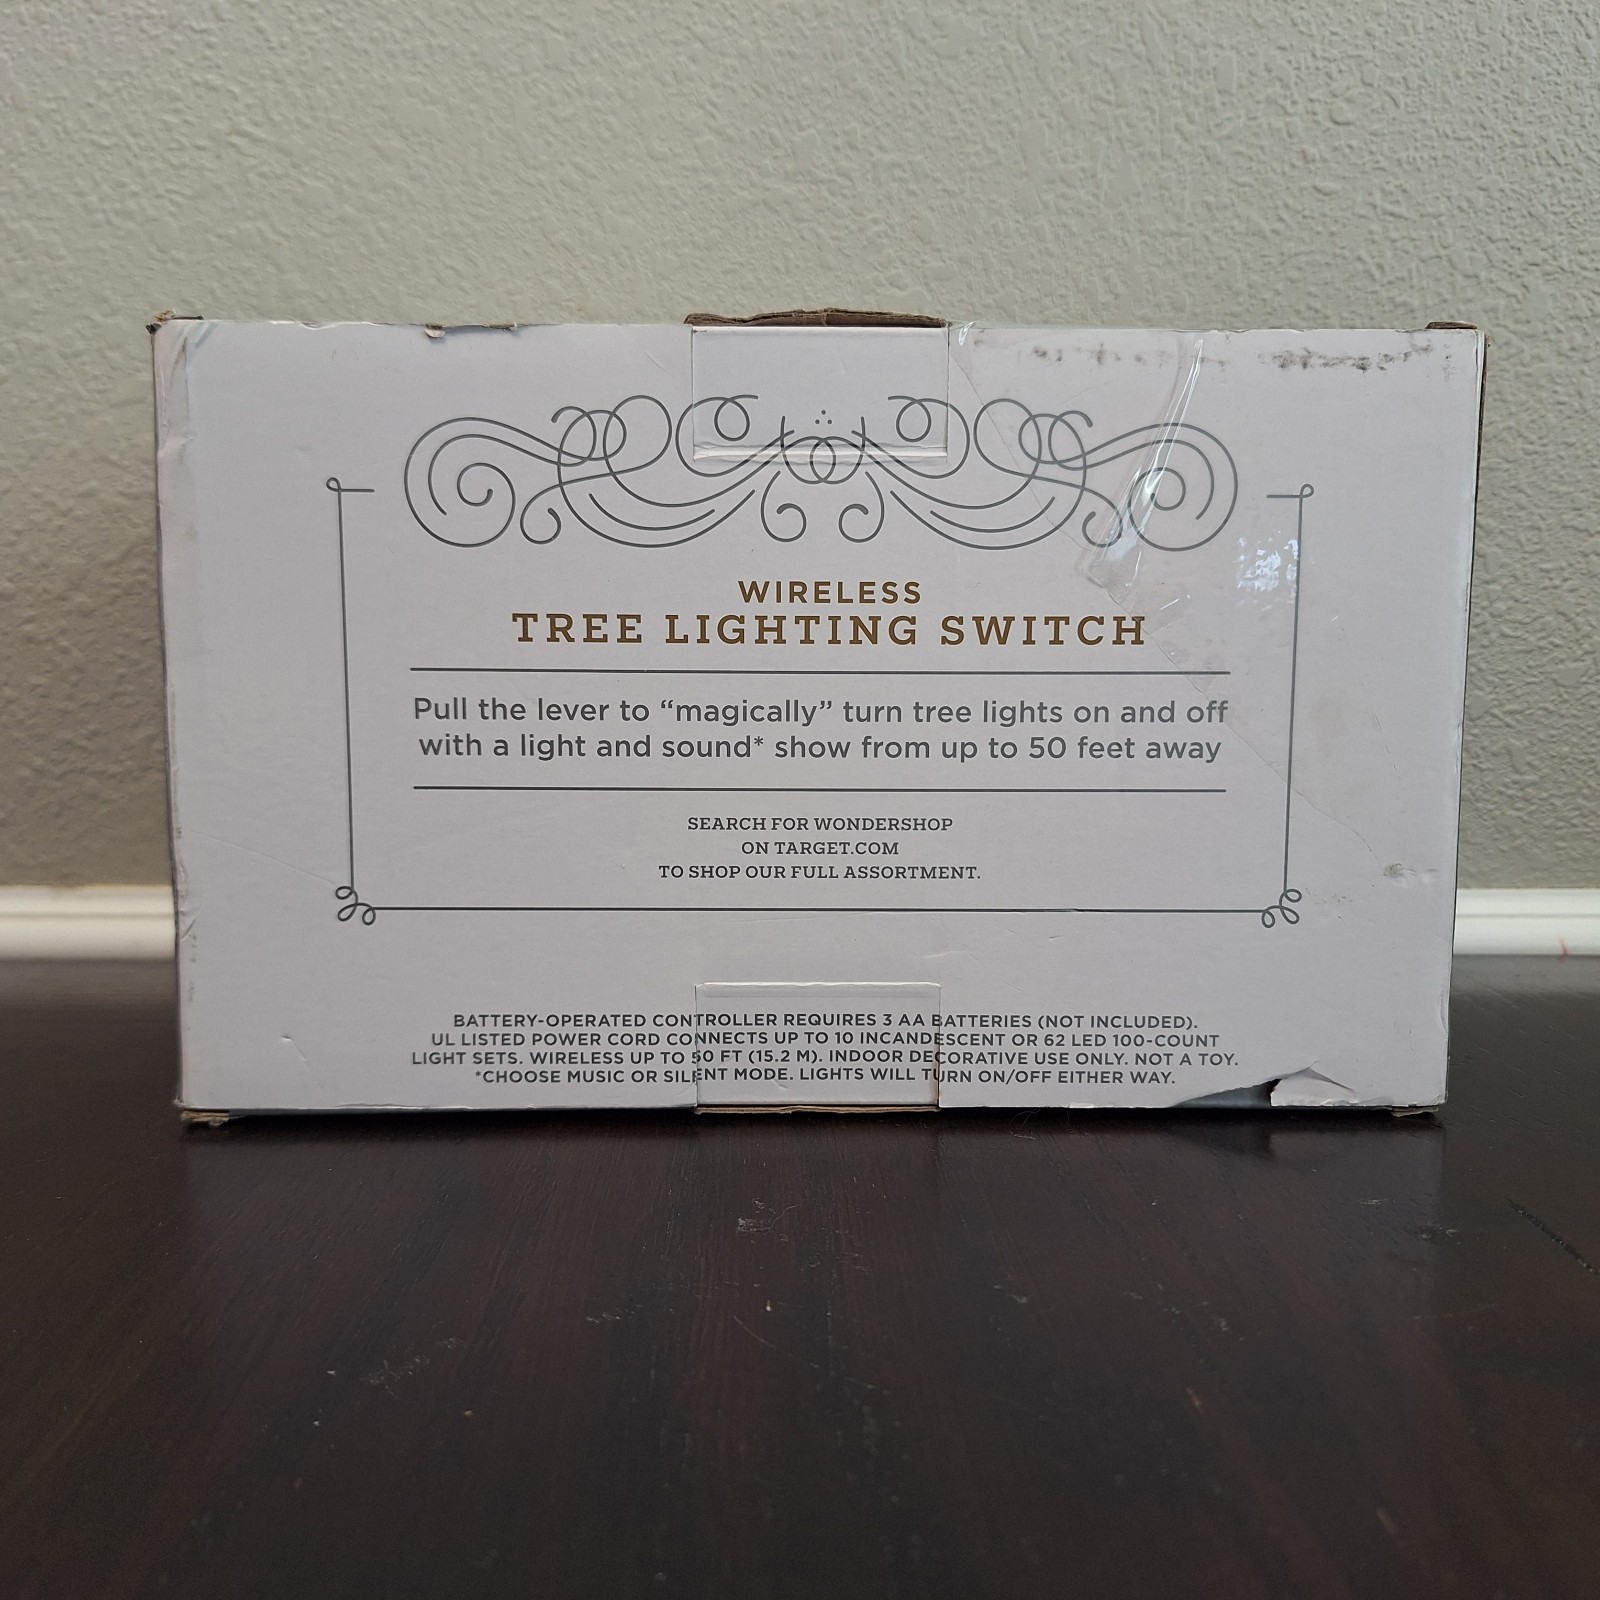 WIRELESS
TREE LIGHTING SWITCH
Pull the lever to “magically” turn tree lights on and off
with a light and sound* show from up to 50 feet away
SEARCH FOR WONDERSHOP
ON TARGET.COM
TO SHOP OUR FULL ASSORTMENT.
BATTERY-OPERATED CONTROLLER REQUIRES 3 AA BATTERIES (NOT INCLUDED).
UL LISTED POWER CORD CONNECTS UP TO 10 INCANDESCENT OR 62 LED 100-COUNT
LIGHT SETS. WIRELESS UP TO 50 FT (15.2 M). INDOOR DECORATIVE USE ONLY. NOT A TOY.
*CHOOSE MUSIC OR SILENT MODE. LIGHTS WILL TURN ON/OFF EITHER WAY.